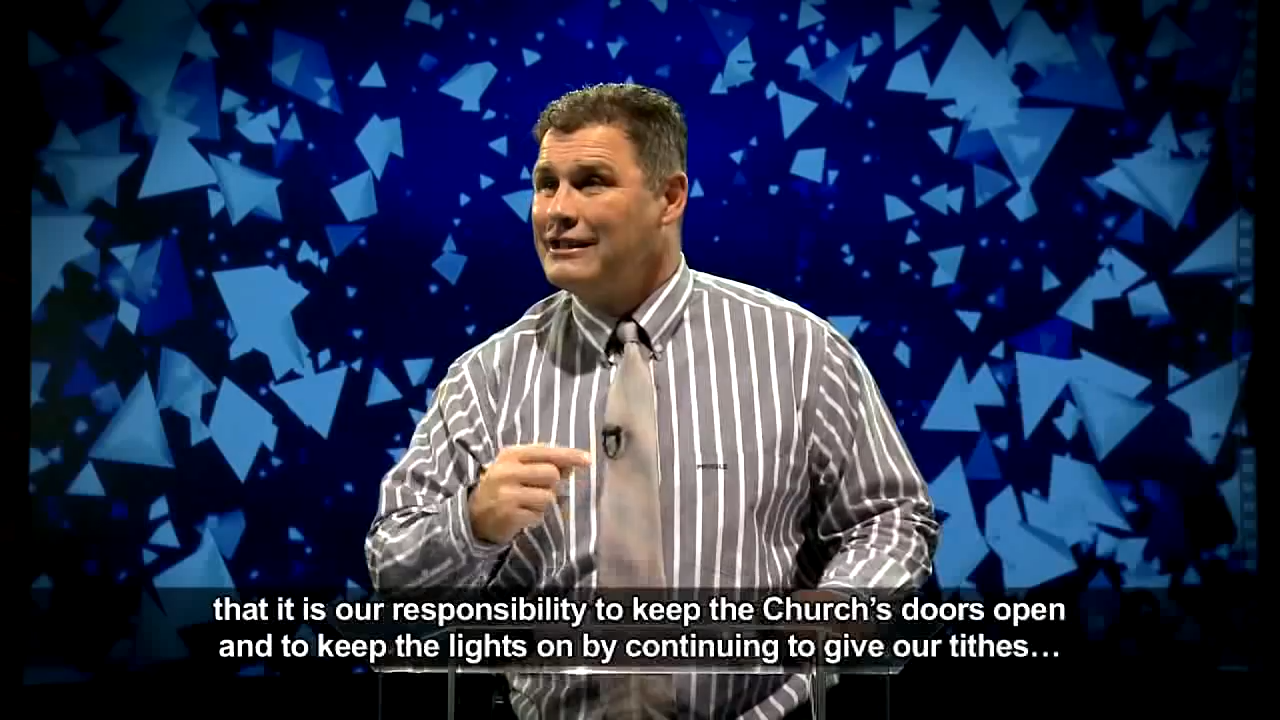 that it is our responsibility to keep the Church's doors open
and to keep the lights on by continuing to give our tithes…